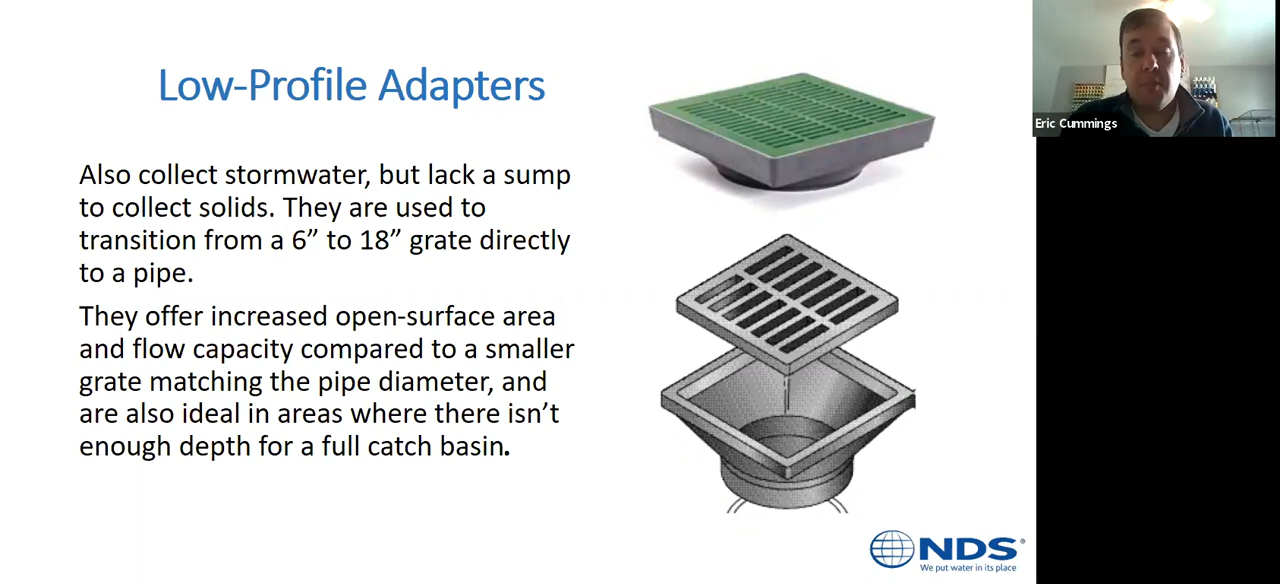 Low-Profile Adapters
Also collect stormwater, but lack a sump
to collect solids. They are used to
transition from a 6” to 18” grate directly
to a pipe.
They offer increased open-surface area
and flow capacity compared to a smaller
grate matching the pipe diameter, and
are also ideal in areas where there isn’t
enough depth for a full catch basin.
NDS®
We put water in its place
Eric Cummings